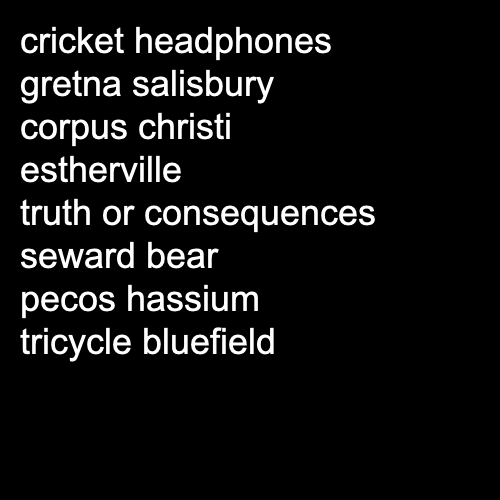 cricket headphones
gretna salisbury
corpus christi
estherville
truth or consequences
seward bear
pecos hassium
tricycle bluefield